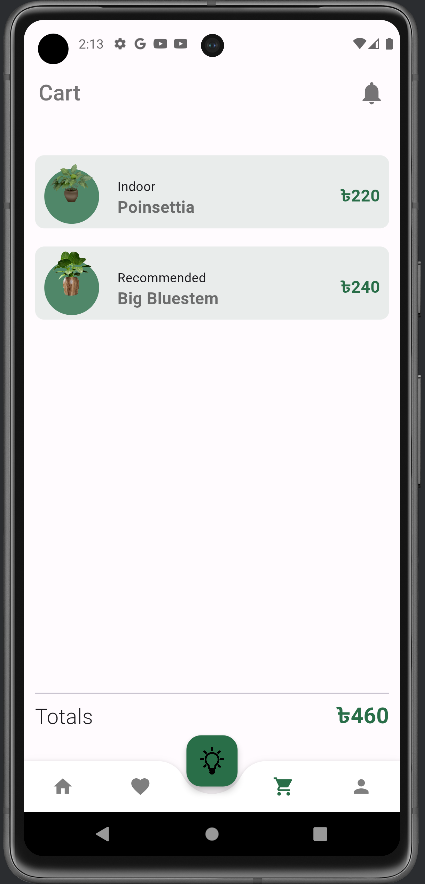 2:13
Cart
Indoor
Poinsettia
৳220
Recommended
Big Bluestem
৳240
Totals
৳460